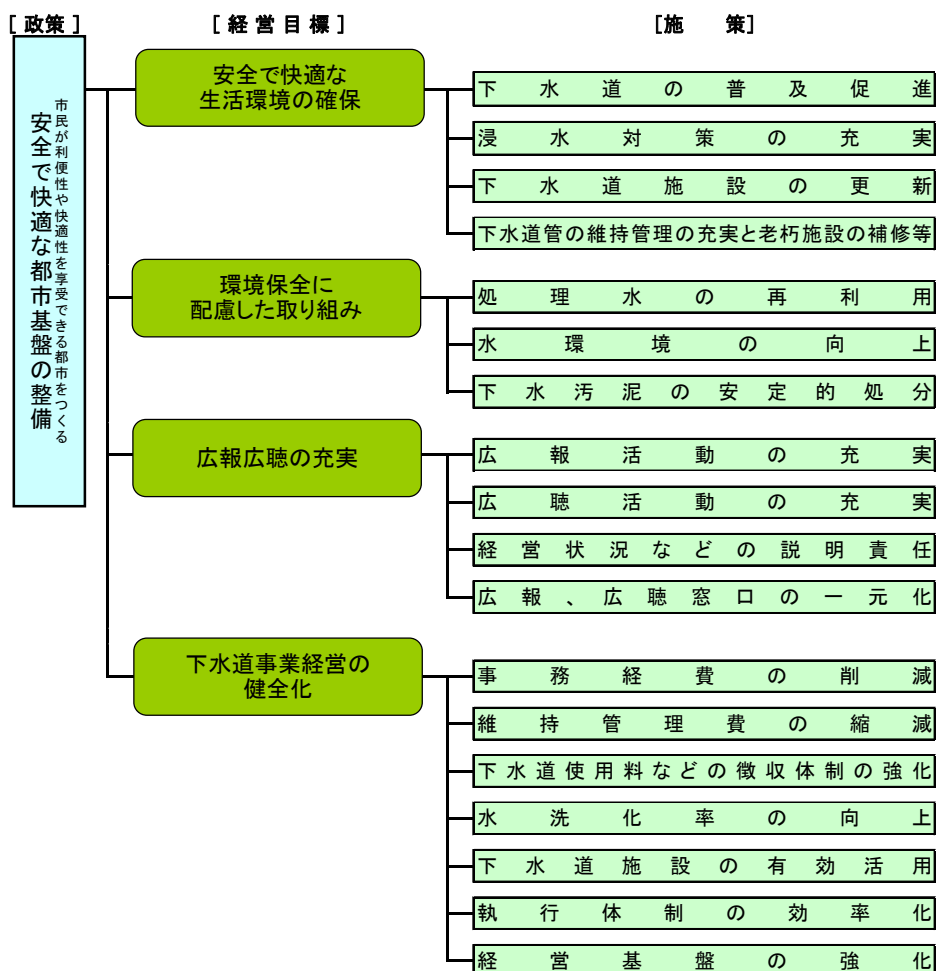 [ 政策 ]
[ 経 営 目 標 ]
[施　策]
市民が利便性や快適性を享受できる都市をつくる
安全で快適な都市基盤の整備
安全で快適な
生活環境の確保
下水道の普及促進
浸水対策の充実
下水道施設の更新
下水道管の維持管理の充実と老朽施設の補修等
環境保全に
配慮した取り組み
処理水の再利用
水環境の向上
下水汚泥の安定的処分
広報広聴の充実
広報活動の充実
広聴活動の充実
経営状況などの説明責任
広報、広聴窓口の一元化
下水道事業経営の
健全化
事務経費の削減
維持管理費の縮減
下水道使用料などの徴収体制の強化
水洗化率の向上
下水道施設の有効活用
執行体制の効率化
経営基盤の強化